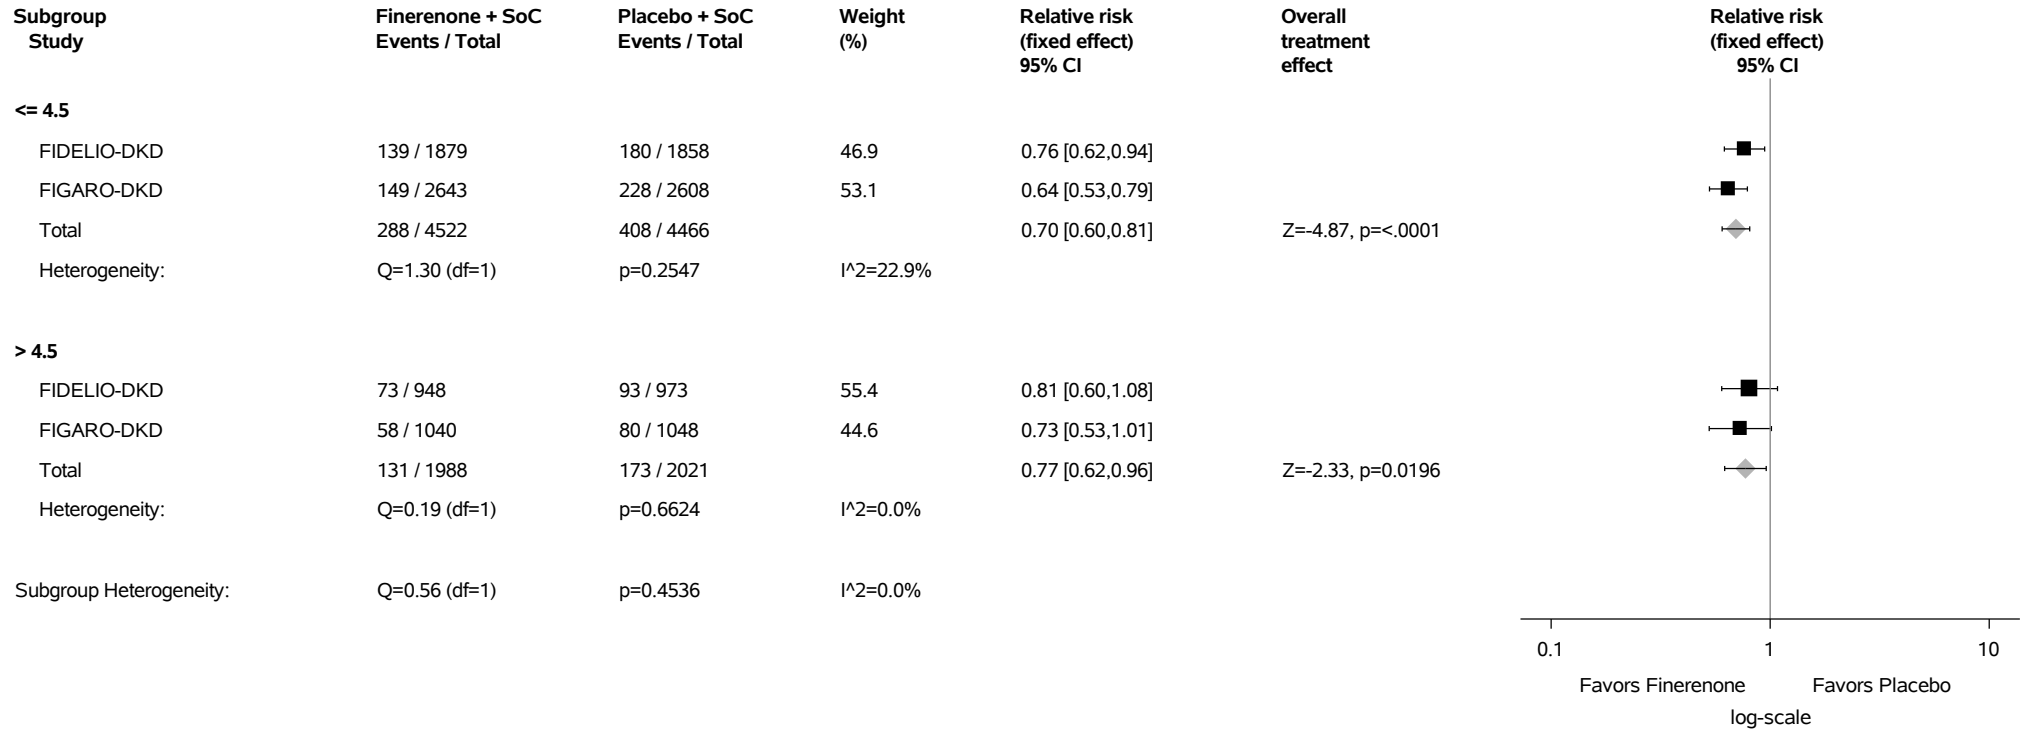 Subgroup Finerenone + SoC Placebo + SoC Weight Relative risk Overall Relative risk
Study Events / Total Events / Total (%) (fixed effect) treatment (fixed effect)
95% CI effect 95% CI
<= 4.5
FIDELIO-DKD 139 / 1879 180 / 1858 46.9 0.76 [0.62,0.94]
FIGARO-DKD 149 / 2643 228 / 2608 53.1 0.64 [0.53,0.79]
Total 288 / 4522 408 / 4466 0.70 [0.60,0.81] Z=-4.87, p=<.0001
Heterogeneity: Q=1.30 (df=1) p=0.2547 I^2=22.9%
> 4.5
FIDELIO-DKD 73 / 948 93 / 973 55.4 0.81 [0.60,1.08]
FIGARO-DKD 58 / 1040 80 / 1048 44.6 0.73 [0.53,1.01]
Total 131 / 1988 173 / 2021 0.77 [0.62,0.96] Z=-2.33, p=0.0196
Heterogeneity: Q=0.19 (df=1) p=0.6624 I^2=0.0%
Subgroup Heterogeneity: Q=0.56 (df=1) p=0.4536 I^2=0.0%
0.1 1 10
Favors Finerenone Favors Placebo
log-scale